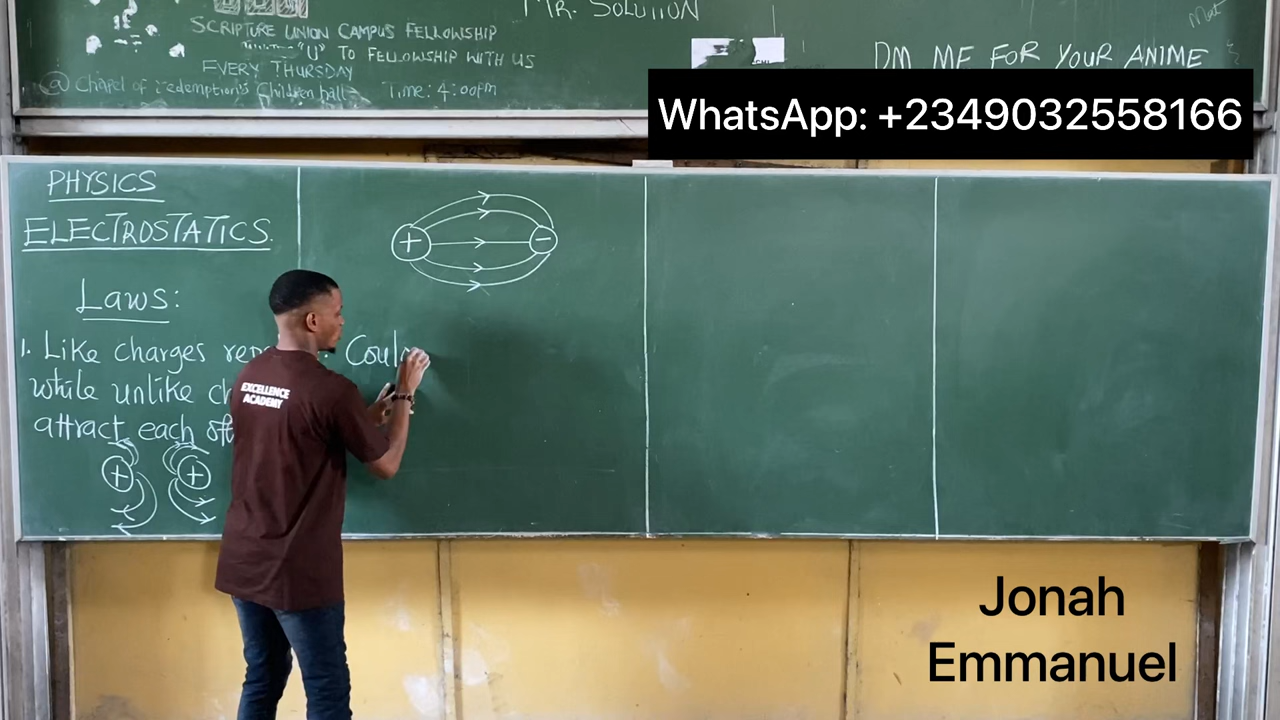 MR. SOLUTION
SCRIPTURE UNION CAMPUS FELLOWSHIP
"U" TO FELLOWSHIP WITH US
EVERY THURSDAY
@ Chapel of Redemption's Children hall Time: 4:00pm
DM ME FOR YOUR ANIME
WhatsApp: +2349032558166
PHYSICS
ELECTROSTATICS
Laws:
1. Like charges rep
while unlike ch
attract each oth
+ +
+ −
Coulo
EXCELLENCE
ACADEMY
Jonah
Emmanuel